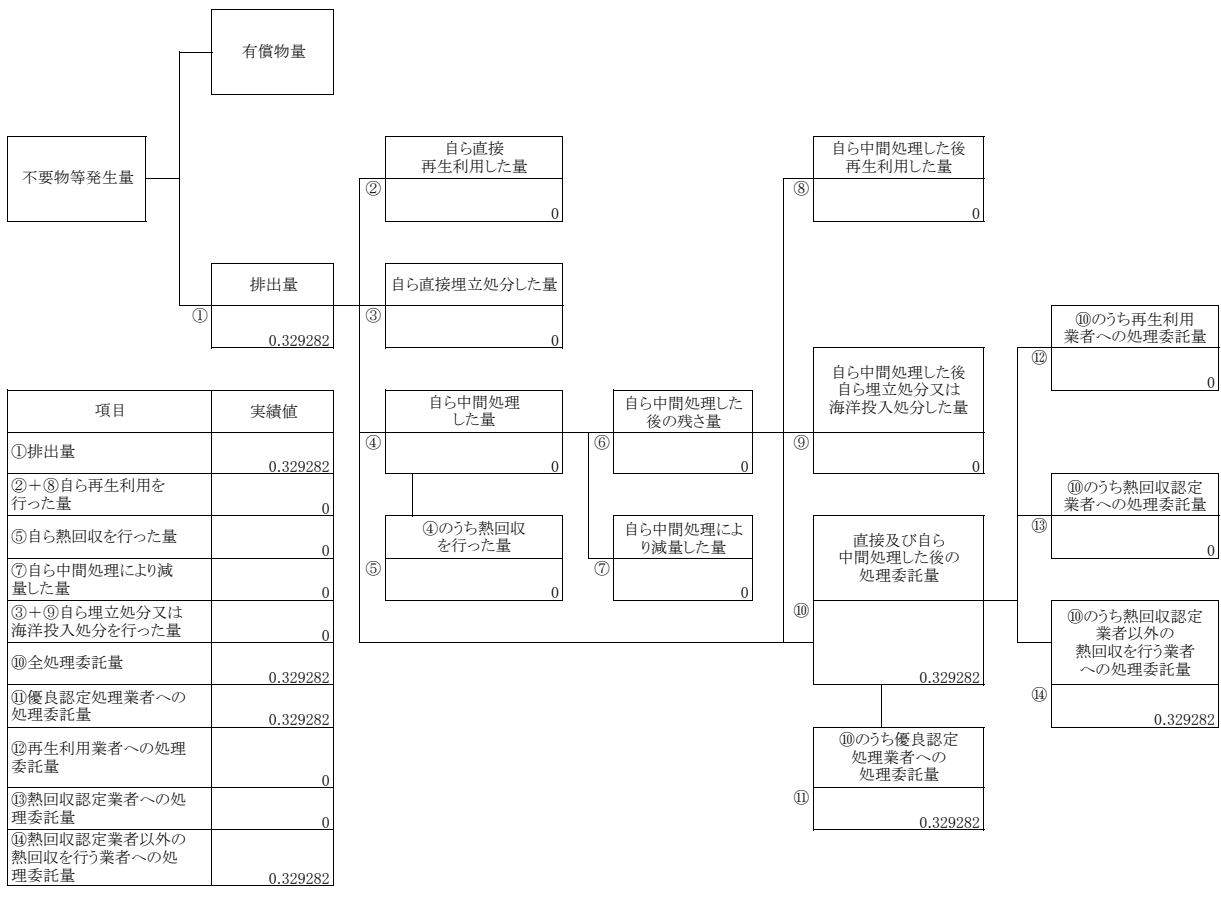 有償物量
不要物等発生量
自ら直接
再生利用した量
②
0
自ら中間処理した後
再生利用した量
⑧
0
排出量
①
0.329282
自ら直接埋立処分した量
③
0
⑩のうち再生利用
業者への処理委託量
⑫
0
自ら中間処理
した量
④
0
自ら中間処理した
後の残さ量
⑥
0
自ら中間処理した後
自ら埋立処分又は
海洋投入処分した量
⑨
0
⑩のうち熱回収認定
業者への処理委託量
⑬
0
④のうち熱回収
を行った量
⑤
0
自ら中間処理によ
り減量した量
⑦
0
直接及び自ら
中間処理した後の
処理委託量
⑩
0.329282
⑩のうち熱回収認定
業者以外の
熱回収を行う業者
への処理委託量
⑭
0.329282
⑩のうち優良認定
処理業者への
処理委託量
⑪
0.329282
項目 実績値
①排出量
0.329282
②＋⑧自ら再生利用を
行った量
0
⑤自ら熱回収を行った量
0
⑦自ら中間処理により減
量した量
0
③＋⑨自ら埋立処分又は
海洋投入処分を行った量
0
⑩全処理委託量
0.329282
⑪優良認定処理業者への
処理委託量
0.329282
⑫再生利用業者への処理
委託量
0
⑬熱回収認定業者への処
理委託量
0
⑭熱回収認定業者以外の
熱回収を行う業者への処
理委託量
0.329282